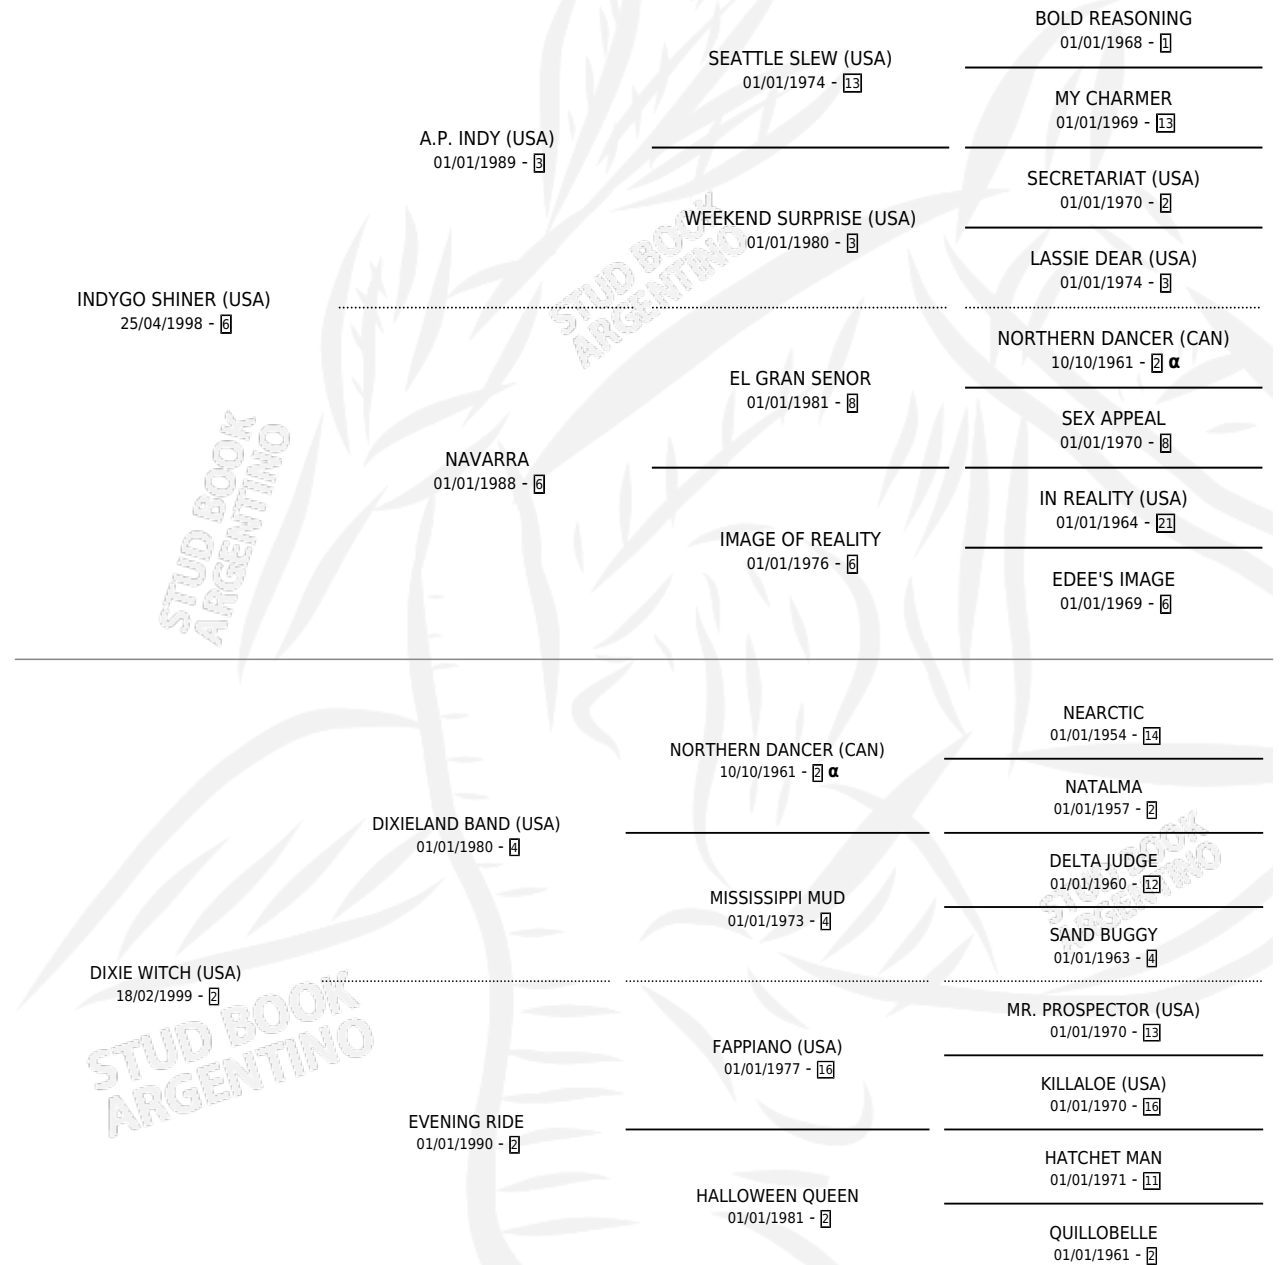 BOLD REASONING
01/01/1968 - 1
SEATTLE SLEW (USA)
01/01/1974 - 13
MY CHARMER
01/01/1969 - 13
A.P. INDY (USA)
01/01/1989 - 3
SECRETARIAT (USA)
01/01/1970 - 2
WEEKEND SURPRISE (USA)
01/01/1980 - 3
LASSIE DEAR (USA)
01/01/1974 - 3
INDYGO SHINER (USA)
25/04/1998 - 6
NORTHERN DANCER (CAN)
10/10/1961 - 2 α
EL GRAN SENOR
01/01/1981 - 8
SEX APPEAL
01/01/1970 - 8
NAVARRA
01/01/1988 - 6
IN REALITY (USA)
01/01/1964 - 21
IMAGE OF REALITY
01/01/1976 - 6
EDEE'S IMAGE
01/01/1969 - 6
NEARCTIC
01/01/1954 - 14
NORTHERN DANCER (CAN)
10/10/1961 - 2 α
NATALMA
01/01/1957 - 2
DIXIELAND BAND (USA)
01/01/1980 - 4
DELTA JUDGE
01/01/1960 - 12
MISSISSIPPI MUD
01/01/1973 - 4
SAND BUGGY
01/01/1963 - 4
DIXIE WITCH (USA)
18/02/1999 - 2
MR. PROSPECTOR (USA)
01/01/1970 - 13
FAPPIANO (USA)
01/01/1977 - 16
KILLALOE (USA)
01/01/1970 - 16
EVENING RIDE
01/01/1990 - 2
HATCHET MAN
01/01/1971 - 11
HALLOWEEN QUEEN
01/01/1981 - 2
QUILLOBELLE
01/01/1961 - 2
STUD BOOK
ARGENTINO
STUD BOOK
ARGENTINO
STUD BOOK
ARGENTINO
STUD BOOK
ARGENTINO